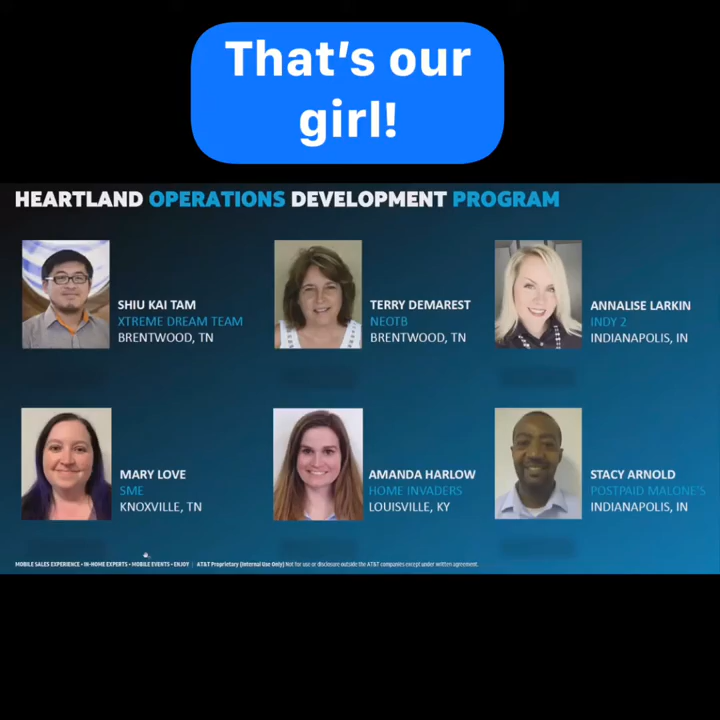 That's our
girl!
HEARTLAND OPERATIONS DEVELOPMENT PROGRAM
SHIU KAI TAM
XTREME DREAM TEAM
BRENTWOOD, TN
TERRY DEMAREST
NEOTB
BRENTWOOD, TN
ANNALISE LARKIN
INDY 2
INDIANAPOLIS, IN
MARY LOVE
SME
KNOXVILLE, TN
AMANDA HARLOW
HOME INVADERS
LOUISVILLE, KY
STACY ARNOLD
POSTPAID MALONE'S
INDIANAPOLIS, IN
MOBILE SALES EXPERIENCE • IN-HOME EXPERTS • MOBILE EVENTS • ENJOY | AT&T Proprietary (Internal Use Only) Not for use or disclosure outside the AT&T companies except under written agreement.